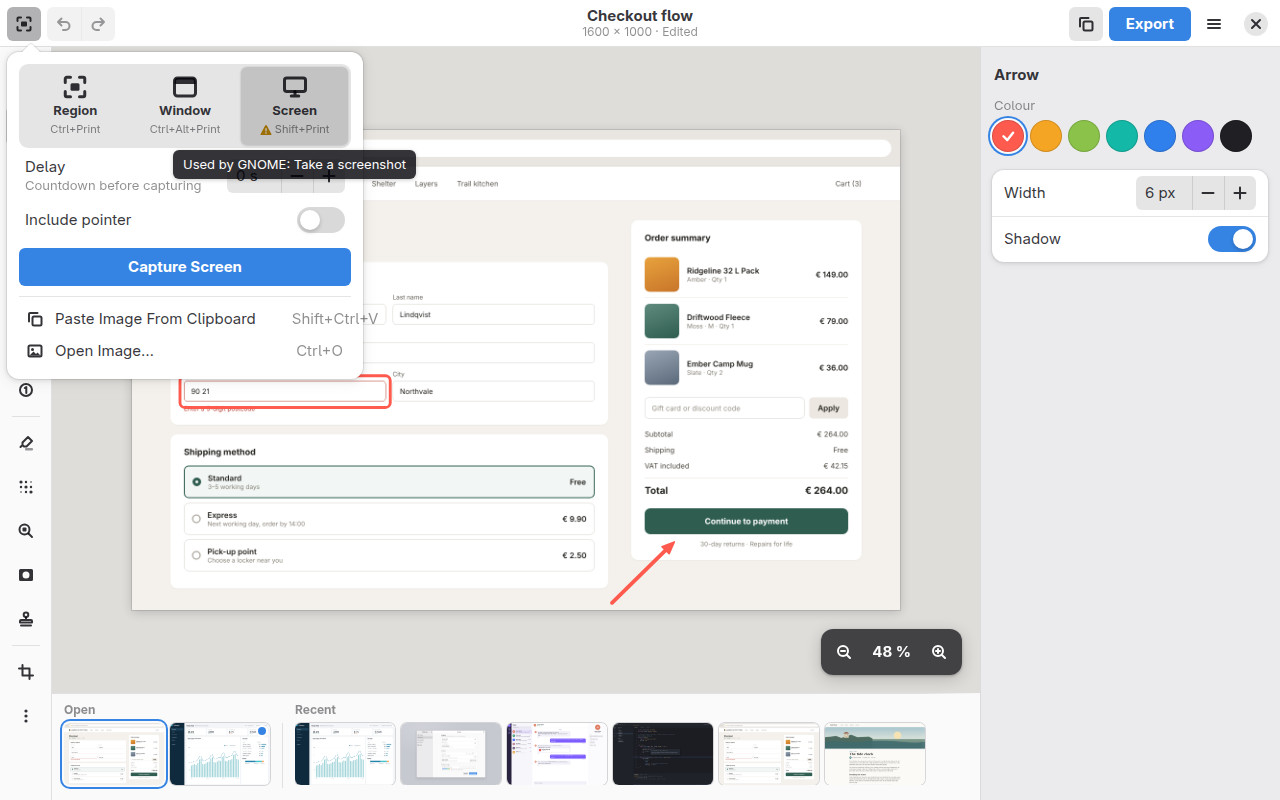 Checkout flow
1600 × 1000 · Edited
Export
Region
Ctrl+Print
Window
Ctrl+Alt+Print
Screen
Shift+Print
Used by GNOME: Take a screenshot
Delay
Countdown before capturing
0 s
Include pointer
Capture Screen
Paste Image From Clipboard Shift+Ctrl+V
Open Image... Ctrl+O
Shelter
Layers
Trail kitchen
Cart (3)
Last name
Lindqvist
City
90 21
Northvale
Shipping method
Standard
3–5 working days
Free
Express
Next working day, order by 14:00
€ 9.90
Pick-up point
Choose a locker near you
€ 2.50
Order summary
Ridgeline 32 L Pack
Amber · Qty 1
€ 149.00
Driftwood Fleece
Moss · M · Qty 1
€ 79.00
Ember Camp Mug
Slate · Qty 2
€ 36.00
Gift card or discount code
Apply
Subtotal € 264.00
Shipping Free
VAT included € 42.15
Total € 264.00
Continue to payment
30-day returns · Repairs for life
48 %
Arrow
Colour
Width
6 px
Shadow
Open
Recent